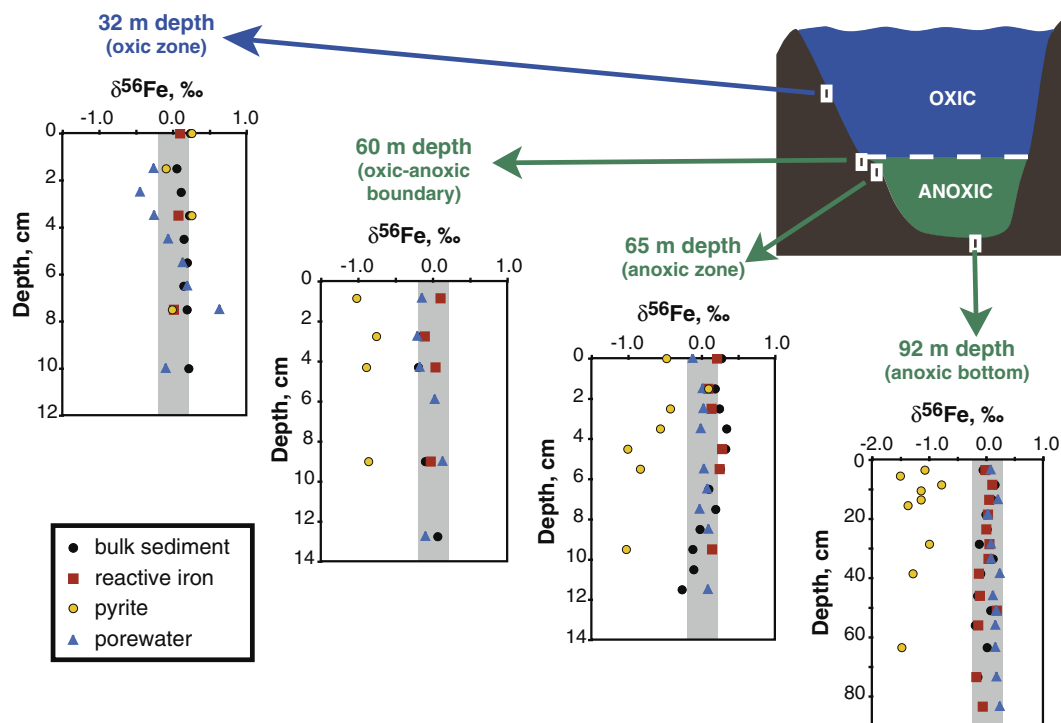 32 m depth
(oxic zone)
δ56Fe, ‰
-1.0 0.0 1.0
0
2
4
6
8
10
12
Depth, cm
60 m depth
(oxic-anoxic
boundary)
δ56Fe, ‰
-1.0 0.0 1.0
0
2
4
6
8
10
12
14
Depth, cm
65 m depth
(anoxic zone)
δ56Fe, ‰
-1.0 0.0 1.0
0
2
4
6
8
10
12
14
Depth, cm
92 m depth
(anoxic bottom)
δ56Fe, ‰
-2.0 -1.0 0.0 1.0
0
20
40
60
80
Depth, cm
OXIC
ANOXIC
bulk sediment
reactive iron
pyrite
porewater